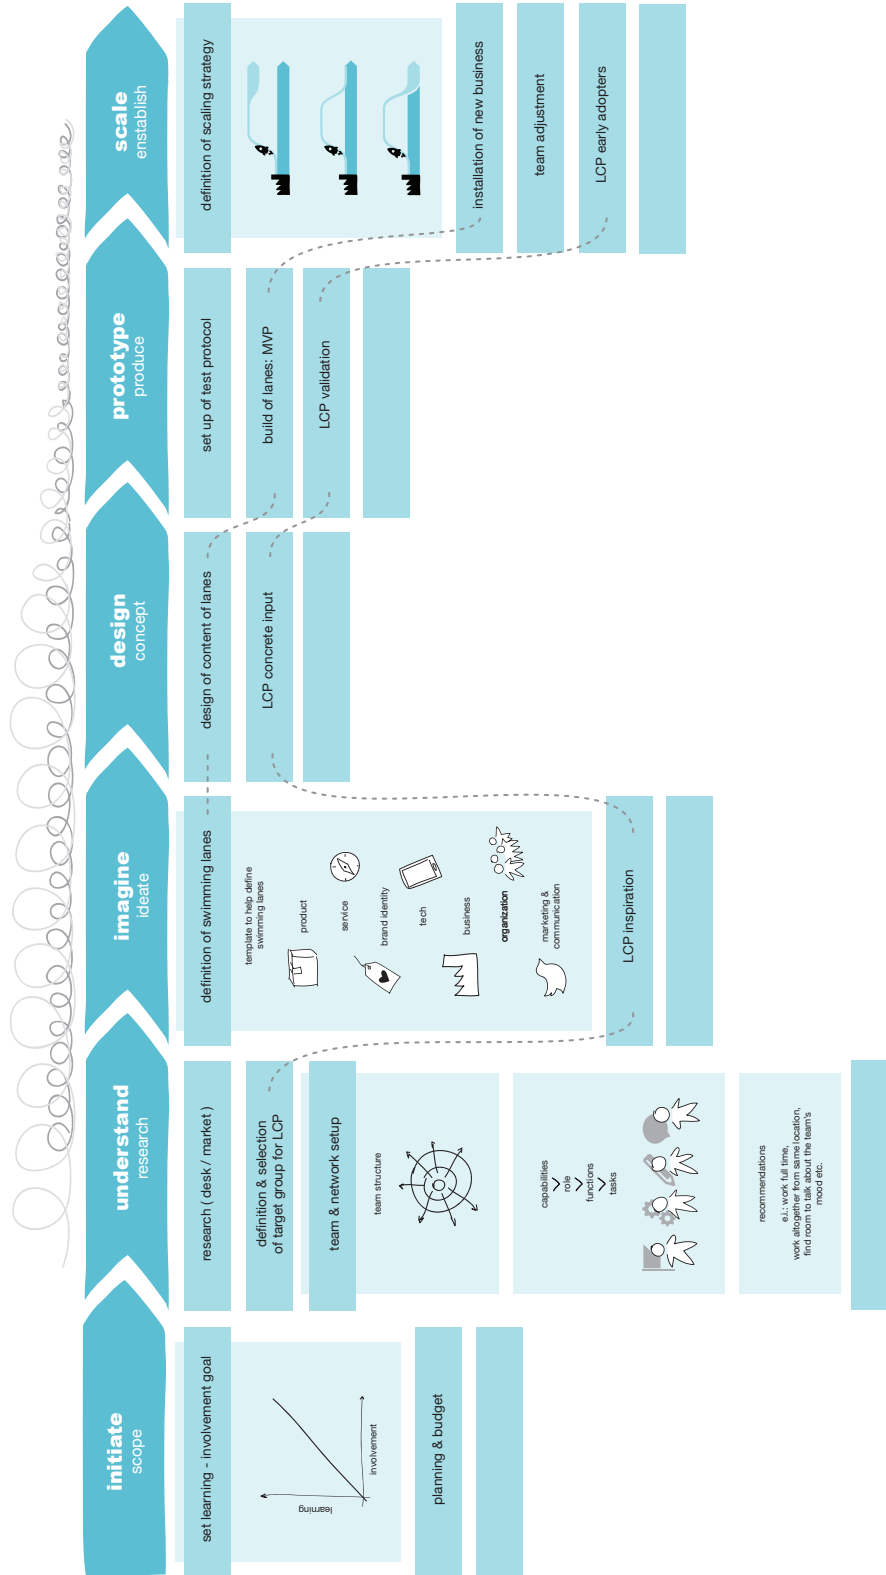 initiate
scope
set learning - involvement goal
learning
involvement
planning & budget
understand
research
research ( desk / market )
definition & selection
of target group for LCP
team & network setup
team structure
capabilities
role
functions
tasks
recommendations
e.i.: work full time,
work altogether from same location,
find room to talk about the team's
mood etc.
imagine
ideate
definition of swimming lanes
template to help define
swimming lanes
product
service
brand identity
tech
business
organization
marketing &
communication
LCP inspiration
design
concept
design of content of lanes
LCP concrete input
prototype
produce
set up of test protocol
build of lanes: MVP
LCP validation
scale
enstablish
definition of scaling strategy
installation of new business
team adjustment
LCP early adopters